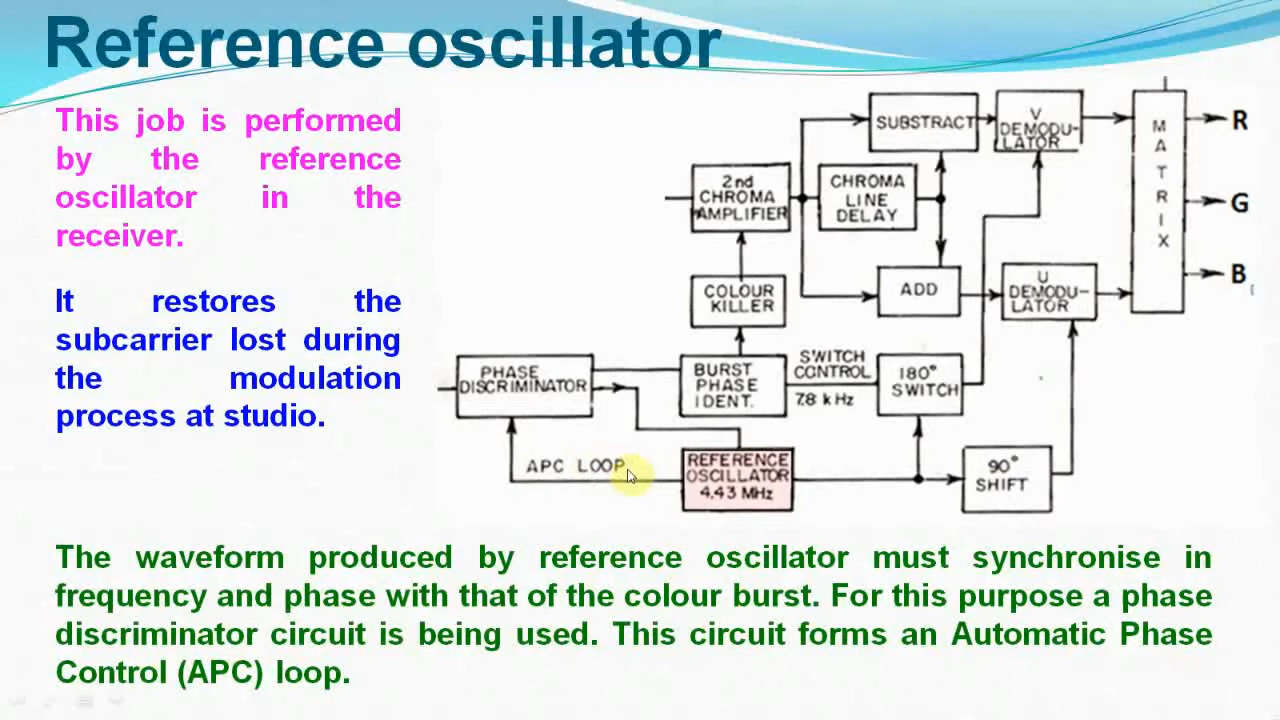 Reference oscillator
This job is performed
by the reference
oscillator in the
receiver.
It restores the
subcarrier lost during
the modulation
process at studio.
SUBSTRACT
V
DEMODU-
LATOR
MATRIX
R
G
B
2nd
CHROMA
AMPLIFIER
CHROMA
LINE
DELAY
COLOUR
KILLER
ADD
U
DEMODU-
LATOR
PHASE
DISCRIMINATOR
BURST
PHASE
IDENT.
SWITCH
CONTROL
7.8 kHz
180°
SWITCH
APC LOOP
REFERENCE
OSCILLATOR
4.43 MHz
90°
SHIFT
The waveform produced by reference oscillator must synchronise in
frequency and phase with that of the colour burst. For this purpose a phase
discriminator circuit is being used. This circuit forms an Automatic Phase
Control (APC) loop.